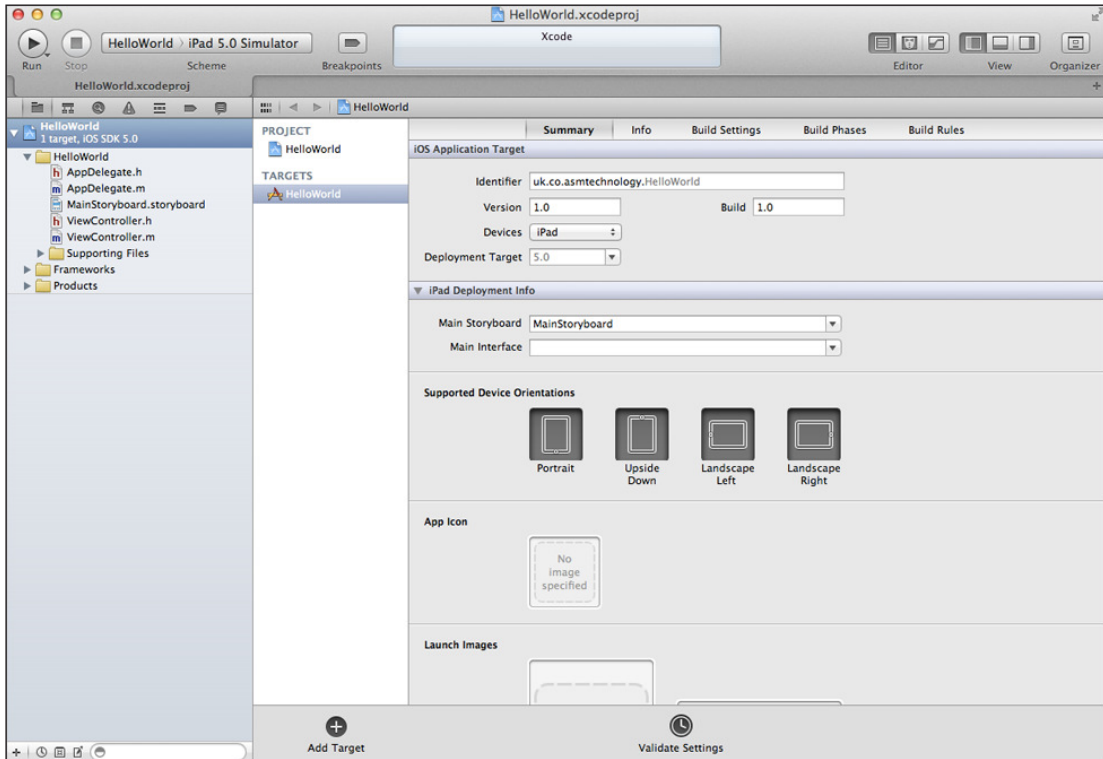 HelloWorld.xcodeproj
HelloWorld › iPad 5.0 Simulator
Xcode
Run Stop Scheme Breakpoints Editor View Organizer
HelloWorld.xcodeproj
HelloWorld
HelloWorld
1 target, iOS SDK 5.0
HelloWorld
h AppDelegate.h
m AppDelegate.m
MainStoryboard.storyboard
h ViewController.h
m ViewController.m
Supporting Files
Frameworks
Products
PROJECT
HelloWorld
TARGETS
HelloWorld
Summary Info Build Settings Build Phases Build Rules
iOS Application Target
Identifier uk.co.asmtechnology.HelloWorld
Version 1.0 Build 1.0
Devices iPad
Deployment Target 5.0
iPad Deployment Info
Main Storyboard MainStoryboard
Main Interface
Supported Device Orientations
Portrait Upside Landscape Landscape
Down Left Right
App Icon
No
image
specified
Launch Images
Add Target Validate Settings